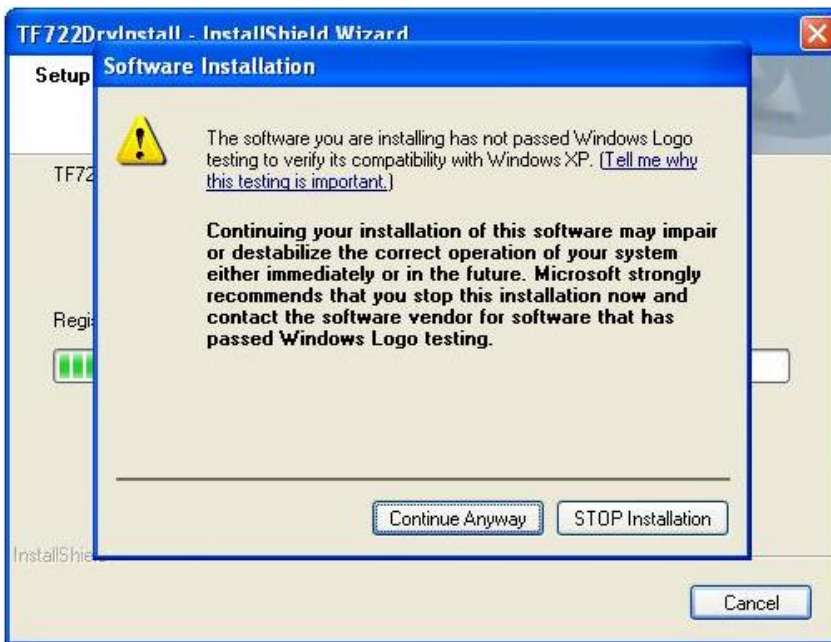 TF722DrvInstall - InstallShield Wizard
Software Installation
Setup
The software you are installing has not passed Windows Logo
testing to verify its compatibility with Windows XP. (Tell me why
this testing is important.)
TF72
Continuing your installation of this software may impair
or destabilize the correct operation of your system
either immediately or in the future. Microsoft strongly
recommends that you stop this installation now and
contact the software vendor for software that has
passed Windows Logo testing.
Regis
Continue Anyway
STOP Installation
InstallShie
Cancel